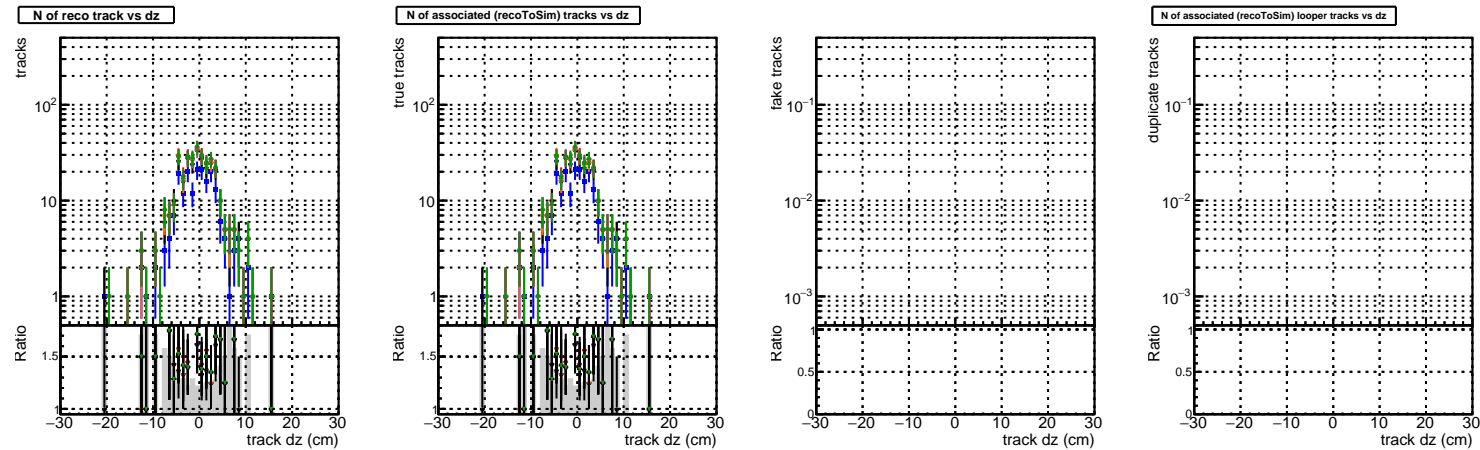 N of reco track vs dz
tracks
10²
10
1
Ratio
1.5
1
−30 −20 −10 0 10 20 30
track dz (cm)
N of associated (recoToSim) tracks vs dz
true tracks
10²
10
1
Ratio
1.5
1
−30 −20 −10 0 10 20 30
track dz (cm)
fake tracks
10⁻¹
10⁻²
10⁻³
Ratio
1
0.5
0
−30 −20 −10 0 10 20 30
track dz (cm)
N of associated (recoToSim) looper tracks vs dz
duplicate tracks
10⁻¹
10⁻²
10⁻³
Ratio
1
0.5
0
−30 −20 −10 0 10 20 30
track dz (cm)